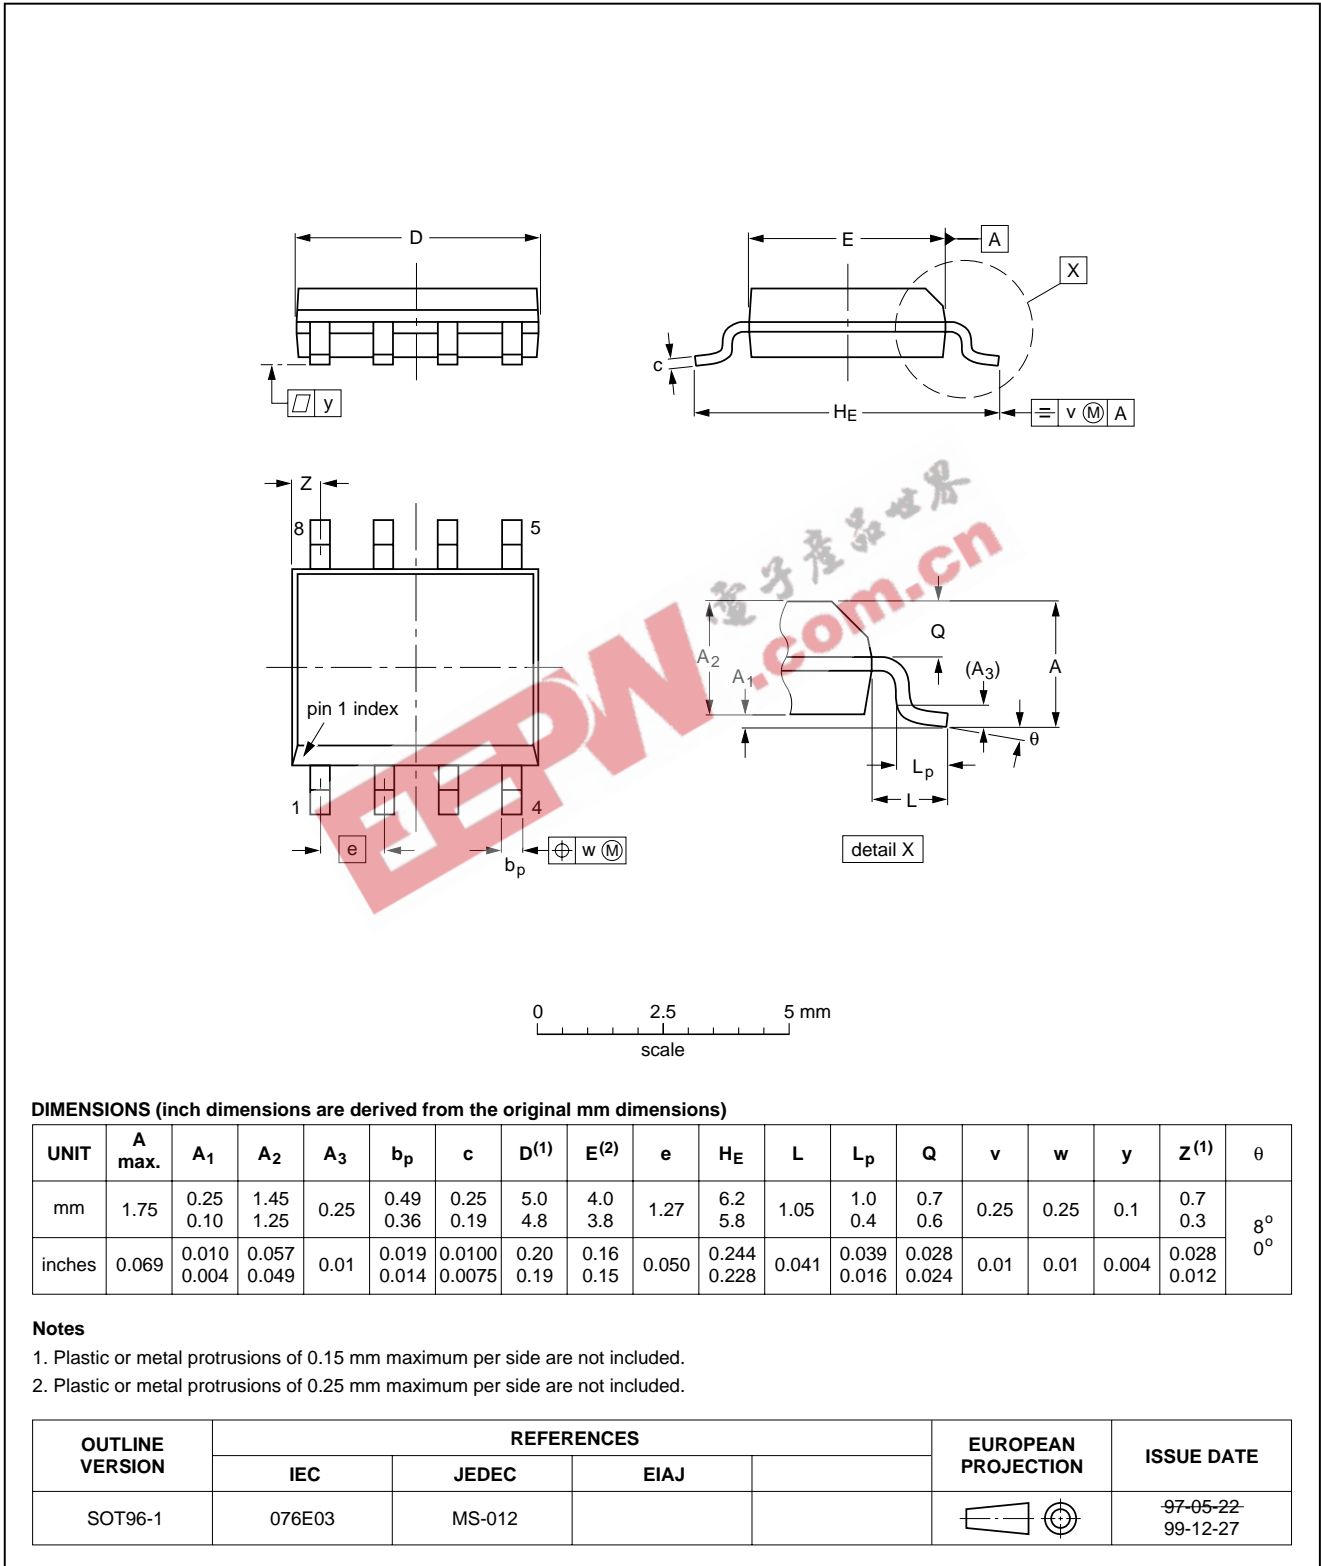 D
E
A
X
c
y
HE
v Ⓜ A
Z
8
5
電子產品世界
EEPW.com.cn
A2
A1
Q
(A3)
A
pin 1 index
θ
Lp
L
1
4
e
bp
w Ⓜ
detail X
0 2.5 5 mm
scale
DIMENSIONS (inch dimensions are derived from the original mm dimensions)
UNIT A max. A1 A2 A3 bp c D(1) E(2) e HE L Lp Q v w y Z(1) θ
mm 1.75 0.25 0.10 1.45 1.25 0.25 0.49 0.36 0.25 0.19 5.0 4.8 4.0 3.8 1.27 6.2 5.8 1.05 1.0 0.4 0.7 0.6 0.25 0.25 0.1 0.7 0.3 8° 0°
inches 0.069 0.010 0.004 0.057 0.049 0.01 0.019 0.014 0.0100 0.0075 0.20 0.19 0.16 0.15 0.050 0.244 0.228 0.041 0.039 0.016 0.028 0.024 0.01 0.01 0.004 0.028 0.012
Notes
1. Plastic or metal protrusions of 0.15 mm maximum per side are not included.
2. Plastic or metal protrusions of 0.25 mm maximum per side are not included.
OUTLINE VERSION REFERENCES EUROPEAN PROJECTION ISSUE DATE
IEC JEDEC EIAJ
SOT96-1 076E03 MS-012 97-05-22
99-12-27